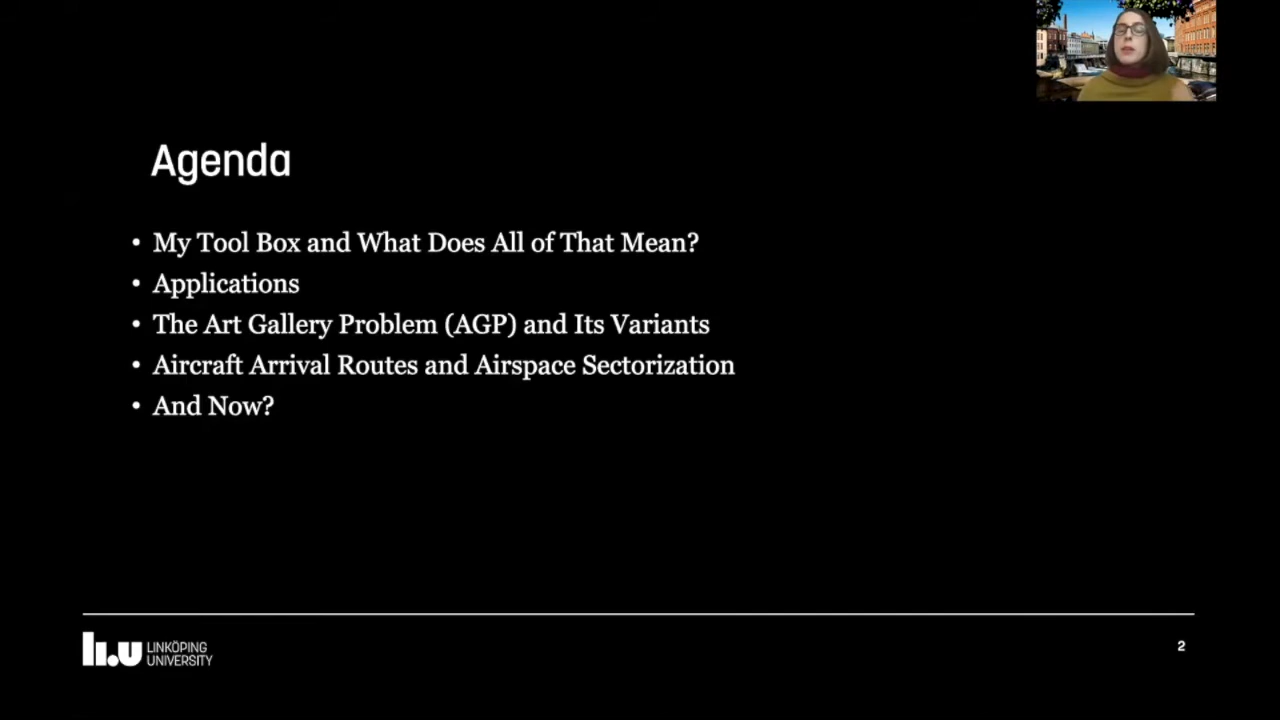 Agenda
• My Tool Box and What Does All of That Mean?
• Applications
• The Art Gallery Problem (AGP) and Its Variants
• Aircraft Arrival Routes and Airspace Sectorization
• And Now?
li.u LINKÖPING
UNIVERSITY
2